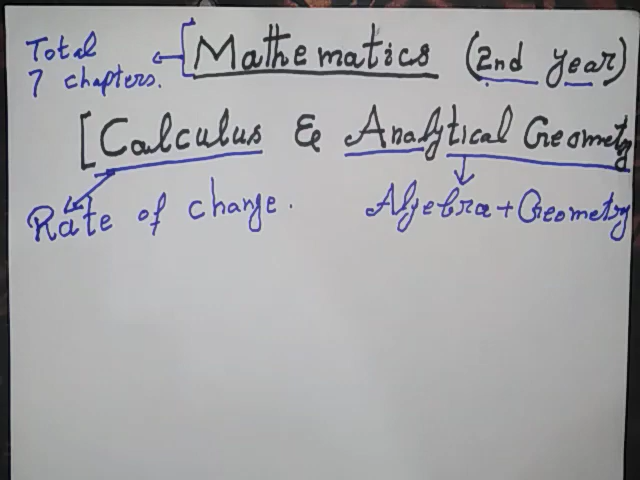 Total
7 chapters.
[Mathematics (2nd year)
[Calculus & Analytical Geometry
Rate of change.
Algebra + Geometry